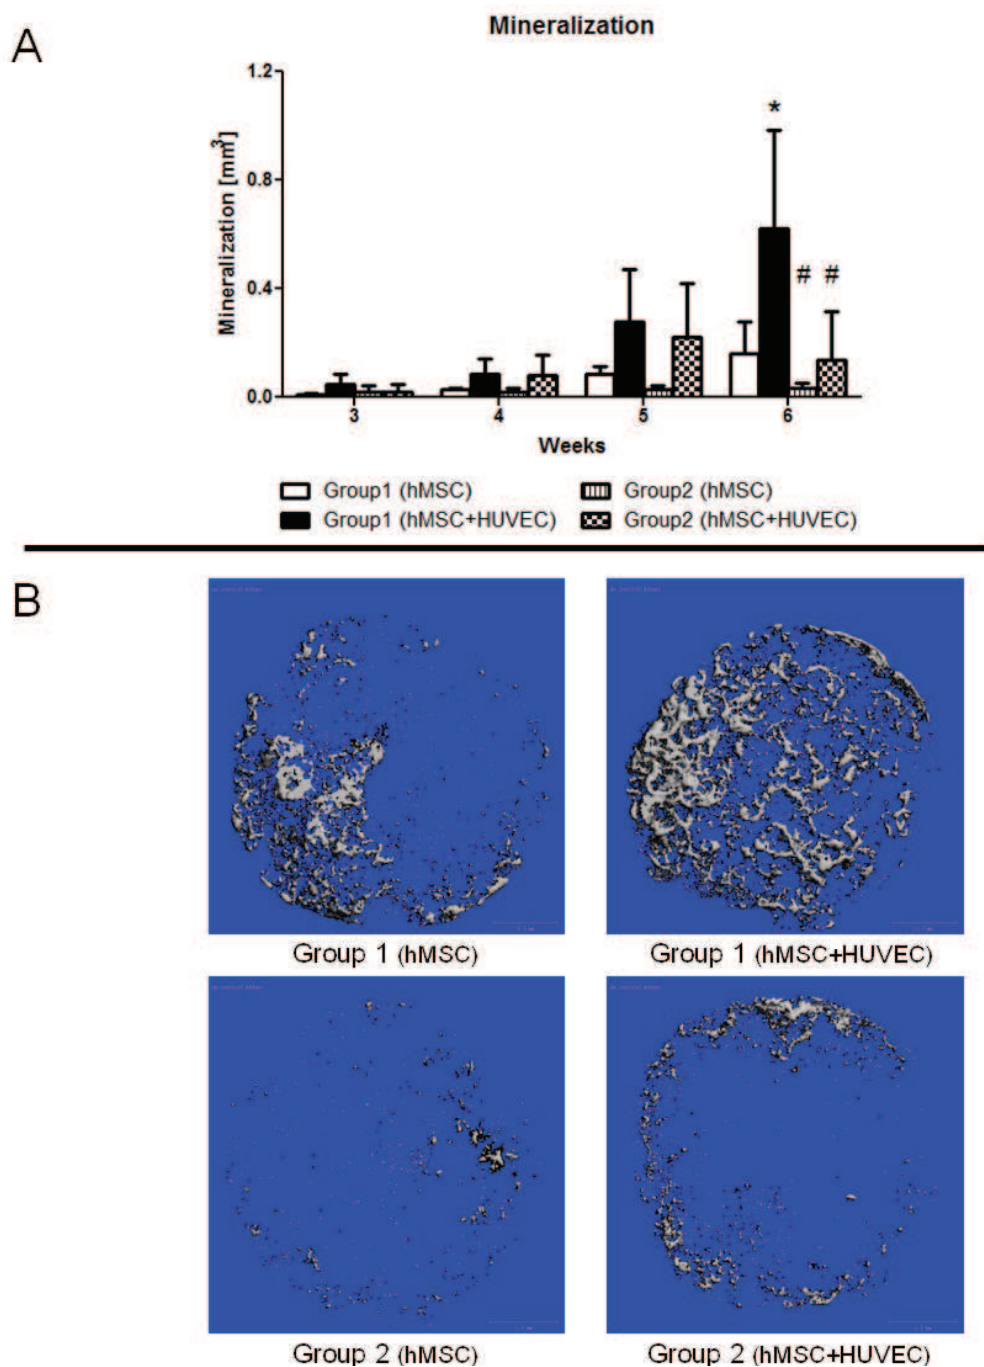 A
Mineralization
Mineralization [mm³]
1.2
0.8
0.4
0.0
*
# #
3 4 5 6
Weeks
Group1 (hMSC) Group2 (hMSC)
Group1 (hMSC+HUVEC) Group2 (hMSC+HUVEC)
B
Group 1 (hMSC) Group 1 (hMSC+HUVEC)
Group 2 (hMSC) Group 2 (hMSC+HUVEC)